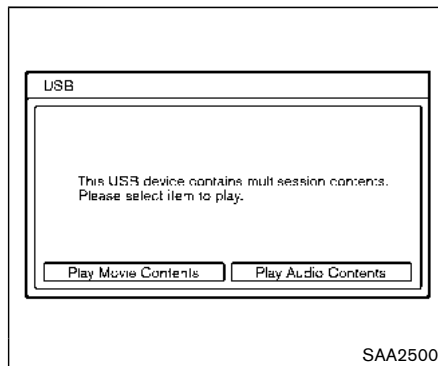 USB
This USB device contains mult session contents.
Please select item to play.
Play Movie Contents
Play Audio Contents
SAA2500